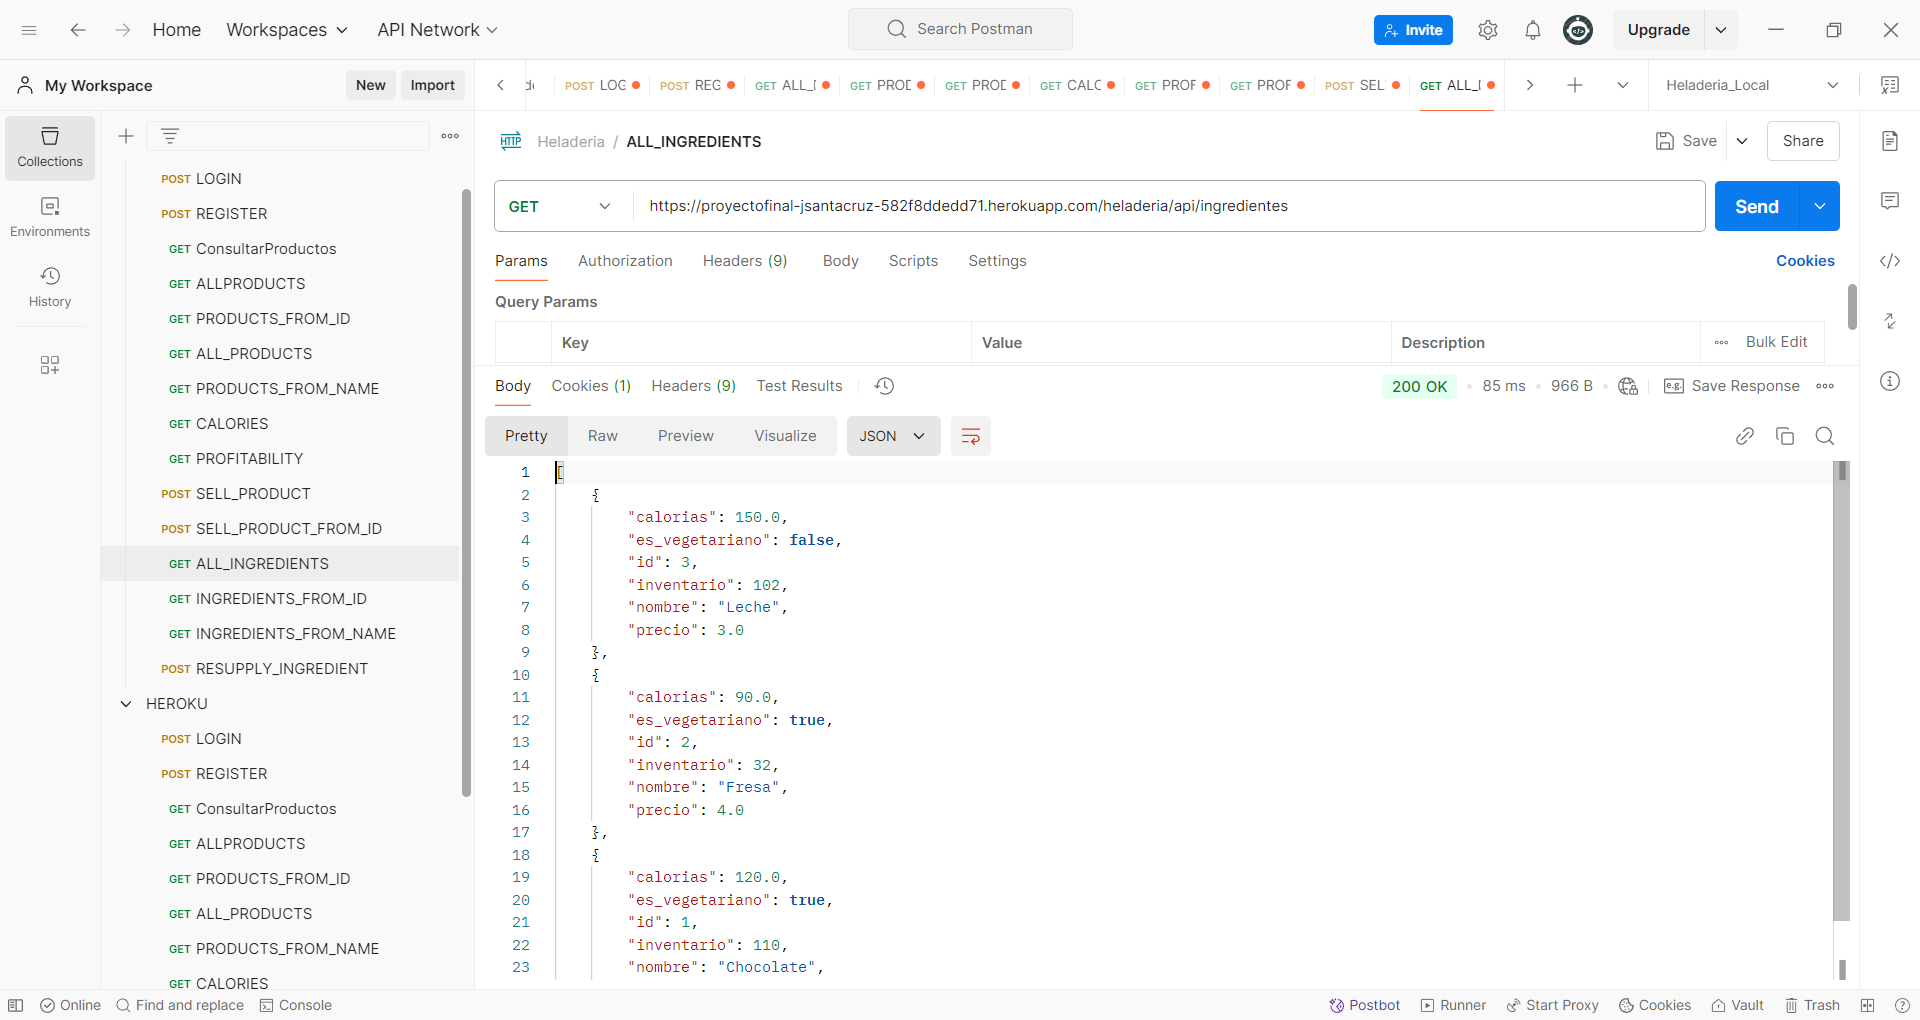 Home
Workspaces
API Network
Search Postman
Invite
Upgrade
My Workspace
New
Import
POST LOG
POST REG
GET ALL_
GET PROD
GET PROD
GET CALC
GET PROF
GET PROF
POST SEL
GET ALL_
Heladeria_Local
Collections
Environments
History
POST LOGIN
POST REGISTER
GET ConsultarProductos
GET ALLPRODUCTS
GET PRODUCTS_FROM_ID
GET ALL_PRODUCTS
GET PRODUCTS_FROM_NAME
GET CALORIES
GET PROFITABILITY
POST SELL_PRODUCT
POST SELL_PRODUCT_FROM_ID
GET ALL_INGREDIENTS
GET INGREDIENTS_FROM_ID
GET INGREDIENTS_FROM_NAME
POST RESUPPLY_INGREDIENT
HEROKU
POST LOGIN
POST REGISTER
GET ConsultarProductos
GET ALLPRODUCTS
GET PRODUCTS_FROM_ID
GET ALL_PRODUCTS
GET PRODUCTS_FROM_NAME
GET CALORIES
HTTP Heladeria / ALL_INGREDIENTS
Save
Share
GET
https://proyectofinal-jsantacruz-582f8ddedd71.herokuapp.com/heladeria/api/ingredientes
Send
Params Authorization Headers (9) Body Scripts Settings
Cookies
Query Params
Key Value Description Bulk Edit
Body Cookies (1) Headers (9) Test Results
200 OK 85 ms 966 B e.g. Save Response
Pretty Raw Preview Visualize JSON
1 [
2 {
3 "calorias": 150.0,
4 "es_vegetariano": false,
5 "id": 3,
6 "inventario": 102,
7 "nombre": "Leche",
8 "precio": 3.0
9 },
10 {
11 "calorias": 90.0,
12 "es_vegetariano": true,
13 "id": 2,
14 "inventario": 32,
15 "nombre": "Fresa",
16 "precio": 4.0
17 },
18 {
19 "calorias": 120.0,
20 "es_vegetariano": true,
21 "id": 1,
22 "inventario": 110,
23 "nombre": "Chocolate",
Online Find and replace Console
Postbot Runner Start Proxy Cookies Vault Trash